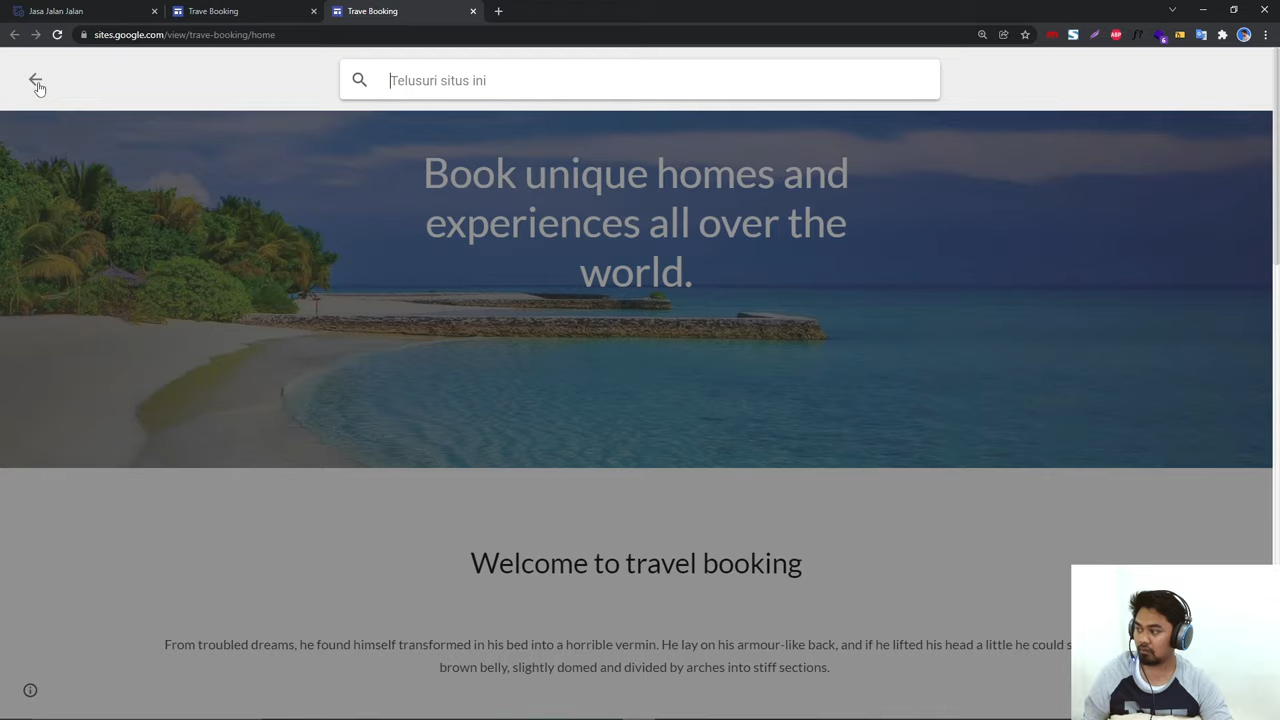 Jasa Jalan Jalan
Trave Booking
Trave Booking
sites.google.com/view/trave-booking/home
ABP
f?
6
Telusuri situs ini
Book unique homes and
experiences all over the
world.
Welcome to travel booking
From troubled dreams, he found himself transformed in his bed into a horrible vermin. He lay on his armour-like back, and if he lifted his head a little he could s
brown belly, slightly domed and divided by arches into stiff sections.